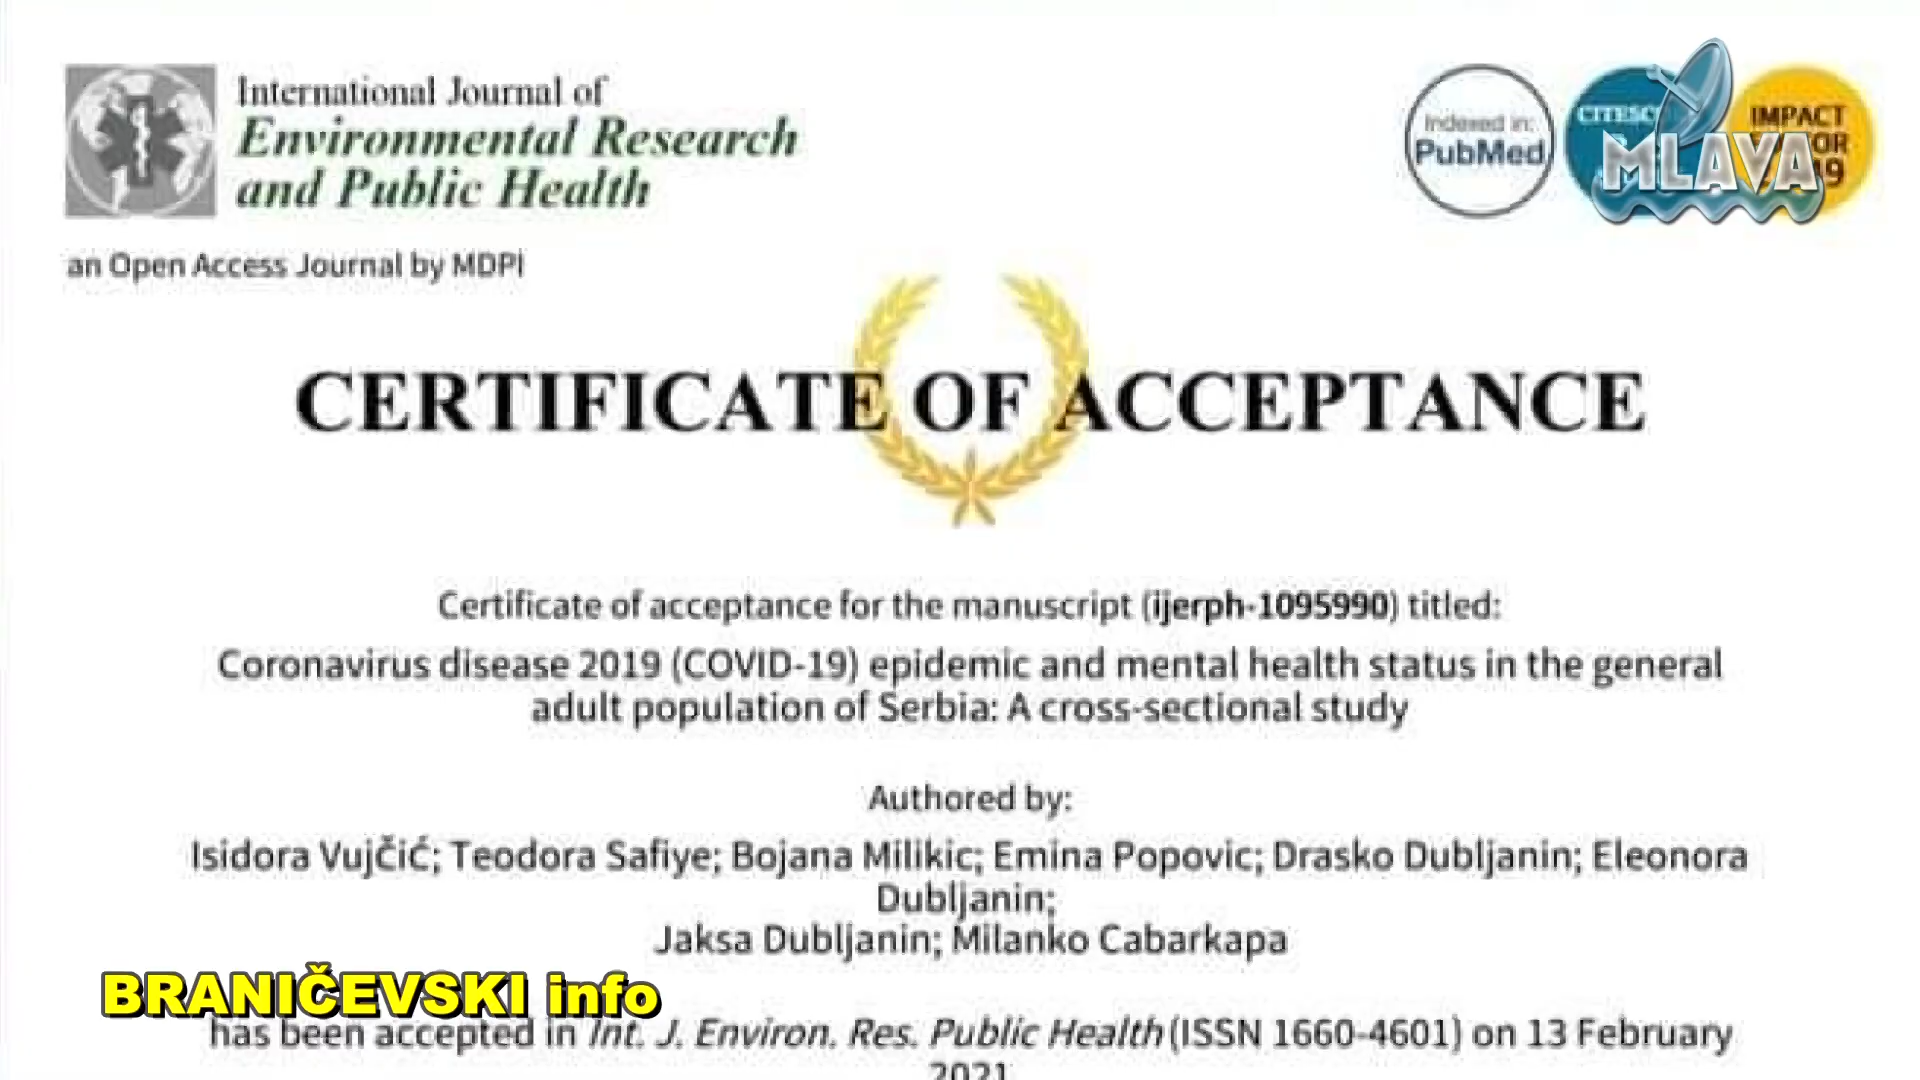 International Journal of
Environmental Research
and Public Health
an Open Access Journal by MDPI
Indexed in:
PubMed
IMPACT
MLAVA
CERTIFICATE OF ACCEPTANCE
Certificate of acceptance for the manuscript (ijerph-1095990) titled:
Coronavirus disease 2019 (COVID-19) epidemic and mental health status in the general
adult population of Serbia: A cross-sectional study
Authored by:
Isidora Vujčić; Teodora Safiye; Bojana Milikic; Emina Popovic; Drasko Dubljanin; Eleonora
Dubljanin;
Jaksa Dubljanin; Milanko Cabarkapa
BRANIČEVSKI info
has been accepted in Int. J. Environ. Res. Public Health (ISSN 1660-4601) on 13 February
2021